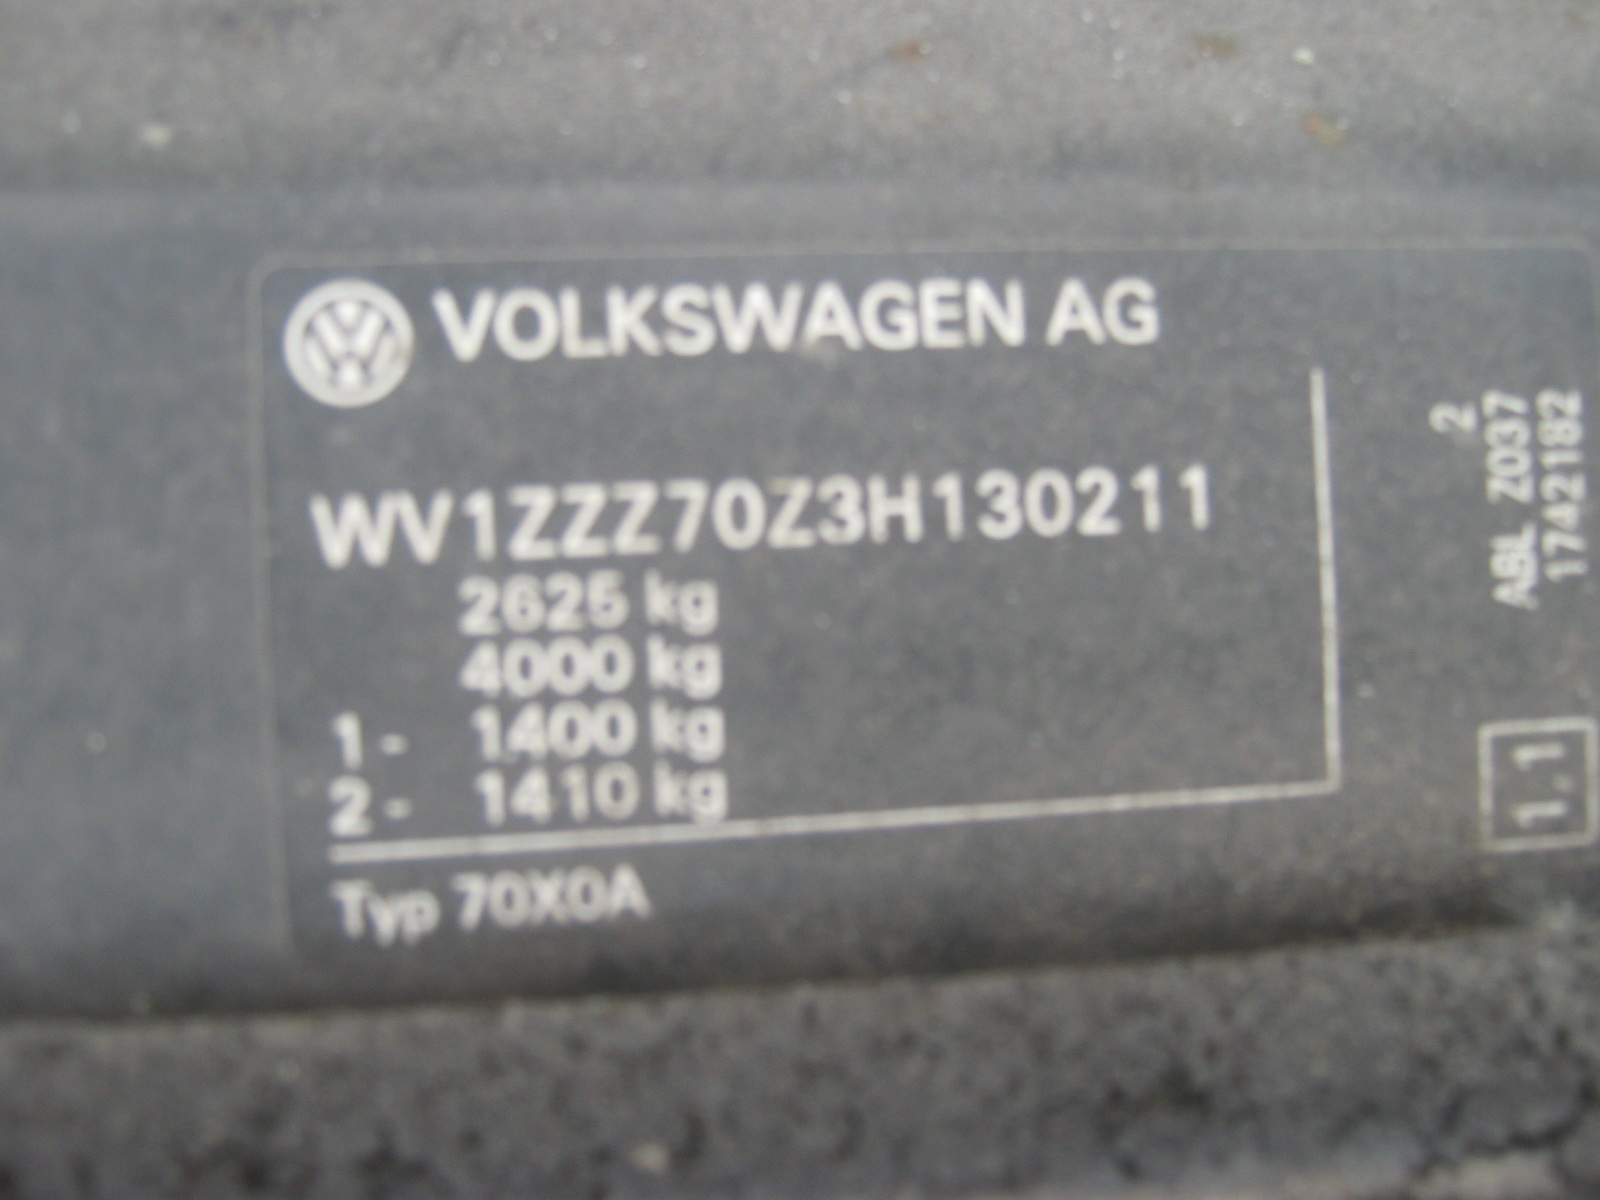 VOLKSWAGEN AG
WV1ZZZ70Z3H130211
2625 kg
4000 kg
1- 1400 kg
2- 1410 kg
Typ 70X0A
2
ABL Z037
1742182
1.1